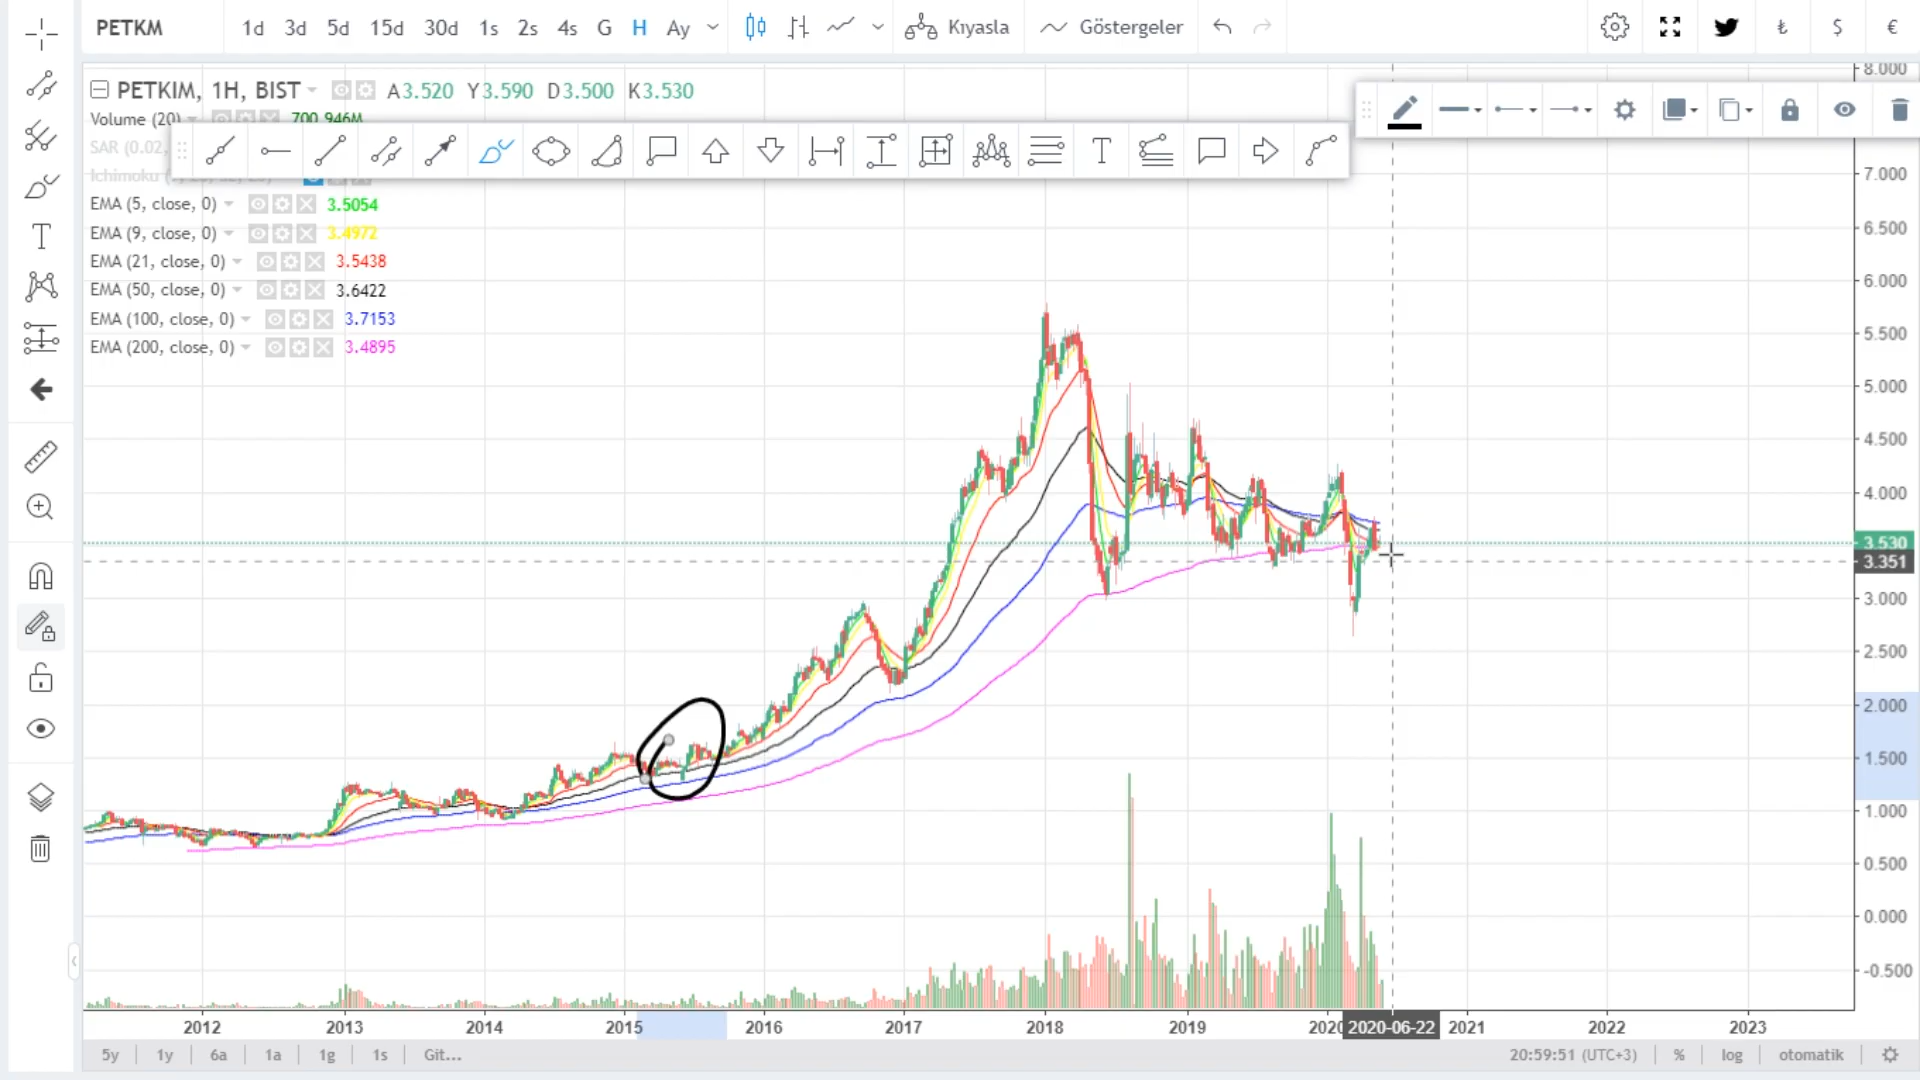 PETKM 1d 3d 5d 15d 30d 1s 2s 4s G H Ay Kıyasla Göstergeler ₺ $ €
PETKIM, 1H, BIST A3.520 Y3.590 D3.500 K3.530
Volume (20) 700.946M
SAR (0.02,
EMA (5, close, 0) 3.5054
EMA (9, close, 0) 3.4972
EMA (21, close, 0) 3.5438
EMA (50, close, 0) 3.6422
EMA (100, close, 0) 3.7153
EMA (200, close, 0) 3.4895
8.000
7.000
6.500
6.000
5.500
5.000
4.500
4.000
3.530
3.351
3.000
2.500
2.000
1.500
1.000
0.500
0.000
-0.500
2012 2013 2014 2015 2016 2017 2018 2019 2020 2020-06-22 2021 2022 2023
5y 1y 6a 1a 1g 1s Git... 20:59:51 (UTC+3) % log otomatik